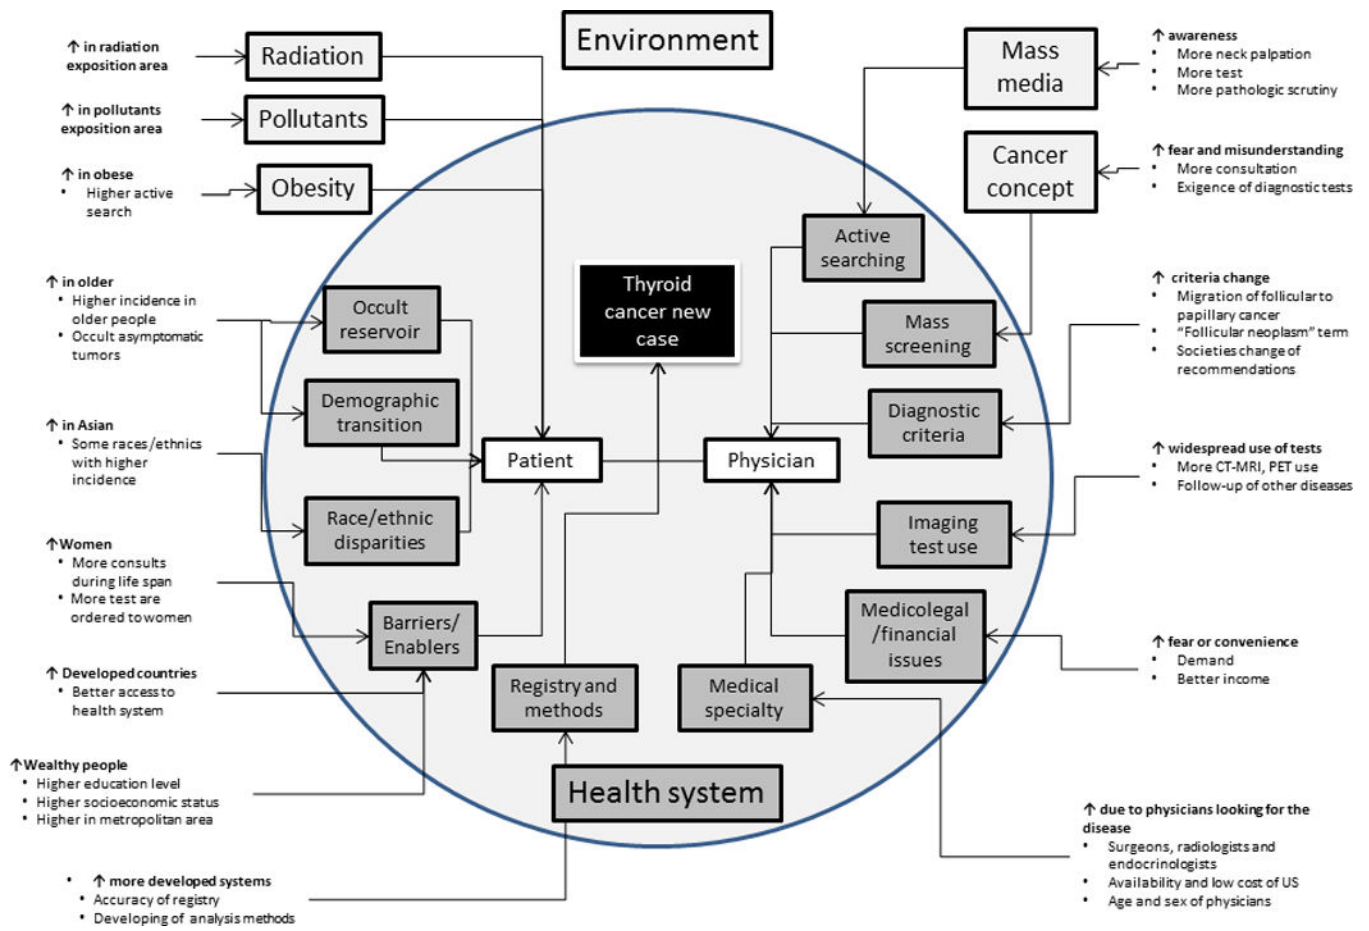 Environment
↑ in radiation
exposition area
Radiation
↑ in pollutants
exposition area
Pollutants
↑ in obese
• Higher active
search
Obesity
↑ in older
• Higher incidence in
older people
• Occult asymptomatic
tumors
Occult
reservoir
Demographic
transition
↑ in Asian
• Some races/ethnics
with higher
incidence
Race/ethnic
disparities
↑Women
• More consults
during life span
• More test are
ordered to women
Barriers/
Enablers
↑ Developed countries
• Better access to
health system
↑Wealthy people
• Higher education level
• Higher socioeconomic status
• Higher in metropolitan area
• ↑ more developed systems
• Accuracy of registry
• Developing of analysis methods
Thyroid
cancer new
case
Patient
Physician
Registry and
methods
Medical
specialty
Health system
Mass
media
↑ awareness
• More neck palpation
• More test
• More pathologic scrutiny
Cancer
concept
↑ fear and misunderstanding
• More consultation
• Exigence of diagnostic tests
Active
searching
Mass
screening
Diagnostic
criteria
↑ criteria change
• Migration of follicular to
papillary cancer
• “Follicular neoplasm” term
• Societies change of
recommendations
Imaging
test use
↑ widespread use of tests
• More CT-MRI, PET use
• Follow-up of other diseases
Medicolegal
/financial
issues
↑ fear or convenience
• Demand
• Better income
↑ due to physicians looking for the
disease
• Surgeons, radiologists and
endocrinologists
• Availability and low cost of US
• Age and sex of physicians